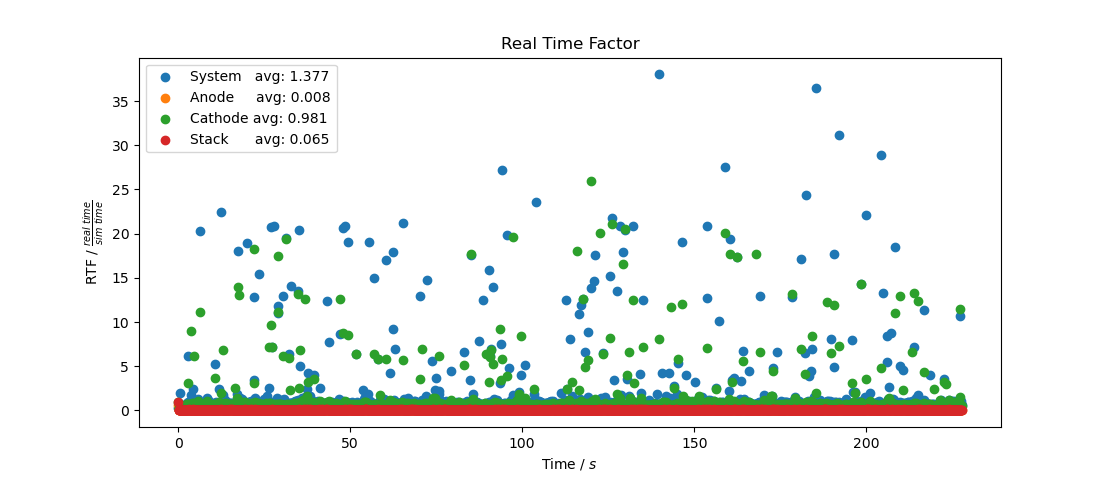 Real Time Factor
System avg: 1.377
Anode avg: 0.008
Cathode avg: 0.981
Stack avg: 0.065
35
30
25
20
15
10
5
0
RTF / real time / sim time
0 50 100 150 200
Time / s